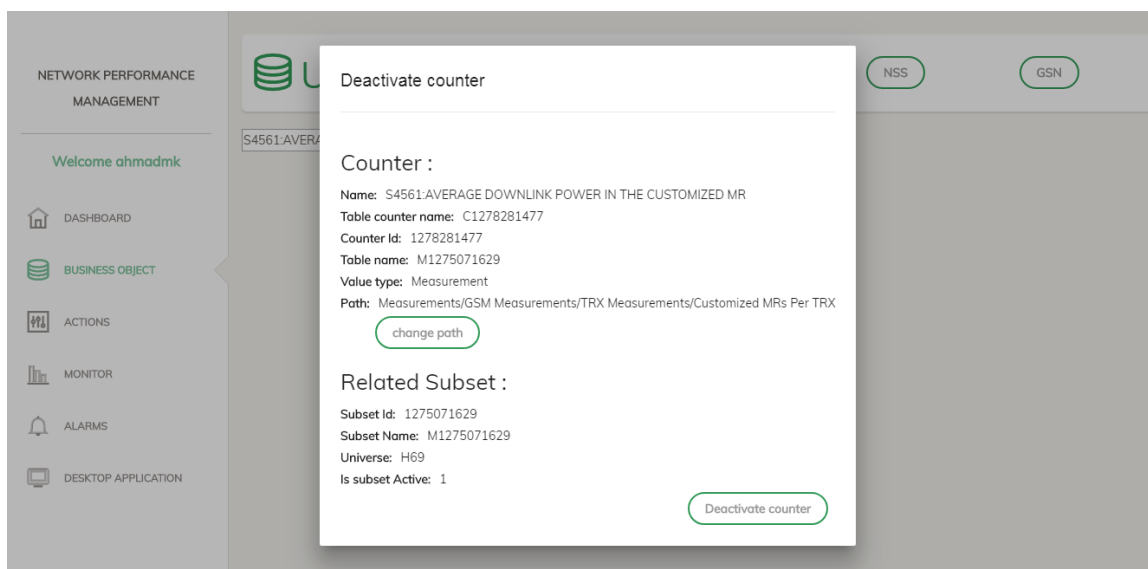 NETWORK PERFORMANCE
MANAGEMENT
Welcome ahmadmk
DASHBOARD
BUSINESS OBJECT
ACTIONS
MONITOR
ALARMS
DESKTOP APPLICATION
NSS
GSN
S4561:AVERA
Deactivate counter
Counter :
Name: S4561:AVERAGE DOWNLINK POWER IN THE CUSTOMIZED MR
Table counter name: C1278281477
Counter Id: 1278281477
Table name: M1275071629
Value type: Measurement
Path: Measurements/GSM Measurements/TRX Measurements/Customized MRs Per TRX
change path
Related Subset :
Subset Id: 1275071629
Subset Name: M1275071629
Universe: H69
Is subset Active: 1
Deactivate counter